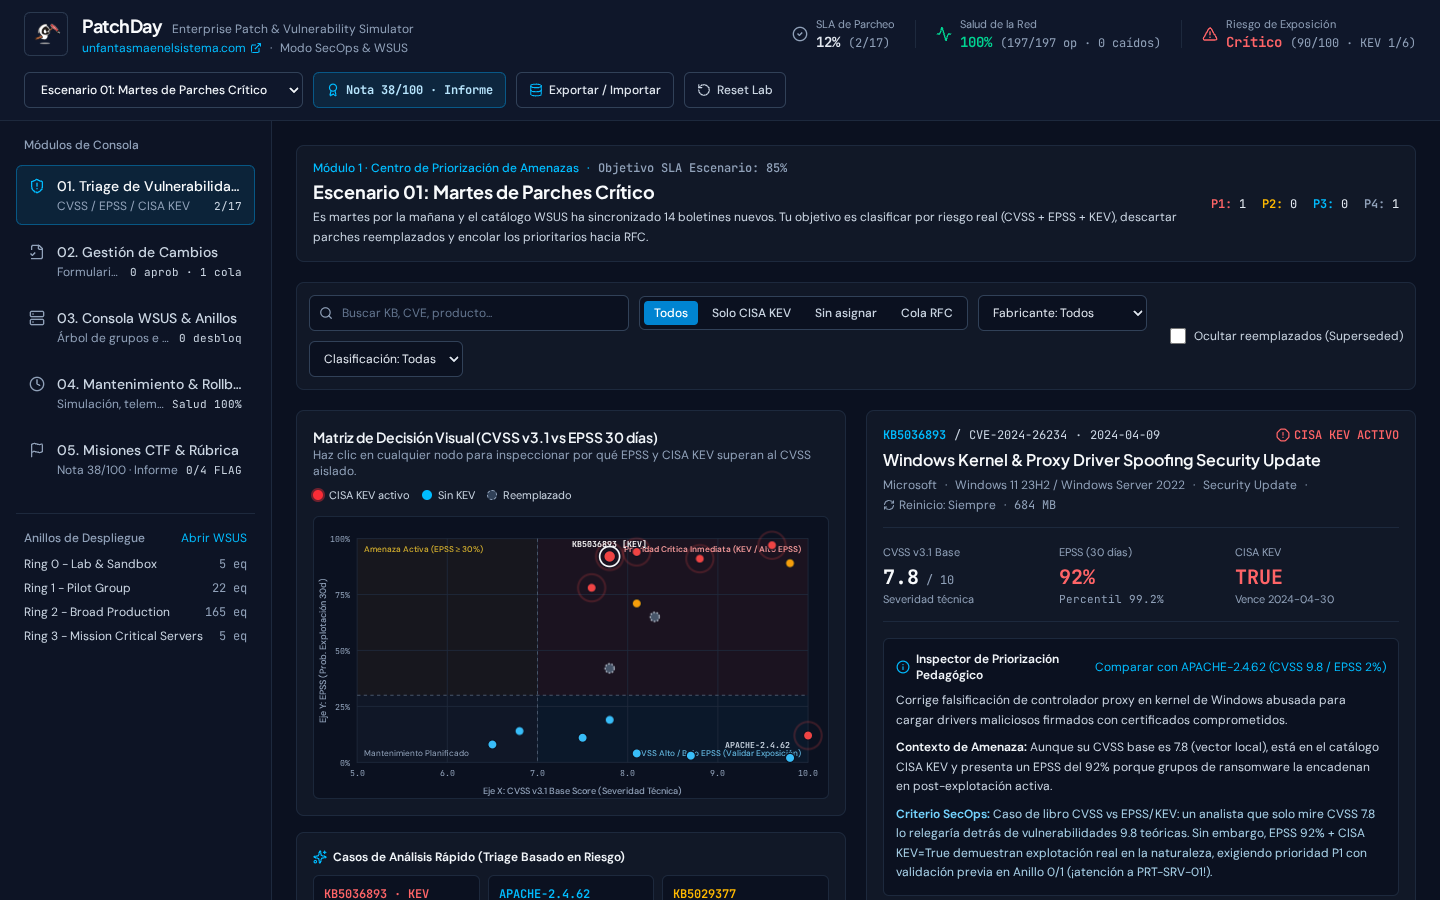 PatchDay Enterprise Patch & Vulnerability Simulator
unfantasmaenelsistema.com · Modo SecOps & WSUS
SLA de Parcheo
12% (2/17)
Salud de la Red
100% (197/197 op · 0 caídos)
Riesgo de Exposición
Crítico (90/100 · KEV 1/6)
Escenario 01: Martes de Parches Crítico
Nota 38/100 · Informe
Exportar / Importar
Reset Lab
Módulos de Consola
01. Triage de Vulnerabilida…
CVSS / EPSS / CISA KEV 2/17
02. Gestión de Cambios
Formulari… 0 aprob · 1 cola
03. Consola WSUS & Anillos
Árbol de grupos e … 0 desbloq
04. Mantenimiento & Rollb…
Simulación, telem… Salud 100%
05. Misiones CTF & Rúbrica
Nota 38/100 · Informe 0/4 FLAG
Anillos de Despliegue Abrir WSUS
Ring 0 - Lab & Sandbox 5 eq
Ring 1 - Pilot Group 22 eq
Ring 2 - Broad Production 165 eq
Ring 3 - Mission Critical Servers 5 eq
Módulo 1 · Centro de Priorización de Amenazas · Objetivo SLA Escenario: 85%
Escenario 01: Martes de Parches Crítico
Es martes por la mañana y el catálogo WSUS ha sincronizado 14 boletines nuevos. Tu objetivo es clasificar por riesgo real (CVSS + EPSS + KEV), descartar
parches reemplazados y encolar los prioritarios hacia RFC.
P1: 1 P2: 0 P3: 0 P4: 1
Buscar KB, CVE, producto…
Todos Solo CISA KEV Sin asignar Cola RFC
Fabricante: Todos
Clasificación: Todas
Ocultar reemplazados (Superseded)
Matriz de Decisión Visual (CVSS v3.1 vs EPSS 30 días)
Haz clic en cualquier nodo para inspeccionar por qué EPSS y CISA KEV superan al CVSS
aislado.
CISA KEV activo Sin KEV Reemplazado
Eje Y: EPSS (Prob. Explotación 30d)
100%
75%
50%
25%
0%
Amenaza Activa (EPSS ≥ 30%)
KB5036893 [KEV]
Crítica Inmediata (KEV / EPSS)
Mantenimiento Planificado
APACHE-2.4.62
CVSS Alto / Bajo EPSS (Validar Exposición)
5.0 6.0 7.0 8.0 9.0 10.0
Eje X: CVSS v3.1 Base Score (Severidad Técnica)
Casos de Análisis Rápido (Triage Basado en Riesgo)
KB5036893 · KEV
APACHE-2.4.62
KB5029377
KB5036893 / CVE-2024-26234 · 2024-04-09
CISA KEV ACTIVO
Windows Kernel & Proxy Driver Spoofing Security Update
Microsoft · Windows 11 23H2 / Windows Server 2022 · Security Update ·
Reinicio: Siempre · 684 MB
CVSS v3.1 Base
7.8 / 10
Severidad técnica
EPSS (30 días)
92%
Percentil 99.2%
CISA KEV
TRUE
Vence 2024-04-30
Inspector de Priorización
Pedagógico
Comparar con APACHE-2.4.62 (CVSS 9.8 / EPSS 2%)
Corrige falsificación de controlador proxy en kernel de Windows abusada para
cargar drivers maliciosos firmados con certificados comprometidos.
Contexto de Amenaza: Aunque su CVSS base es 7.8 (vector local), está en el catálogo
CISA KEV y presenta un EPSS del 92% porque grupos de ransomware la encadenan
en post-explotación activa.
Criterio SecOps: Caso de libro CVSS vs EPSS/KEV: un analista que solo mire CVSS 7.8
lo relegaría detrás de vulnerabilidades 9.8 teóricas. Sin embargo, EPSS 92% + CISA
KEV=True demuestran explotación real en la naturaleza, exigiendo prioridad P1 con
validación previa en Anillo 0/1 (¡atención a PRT-SRV-01!).